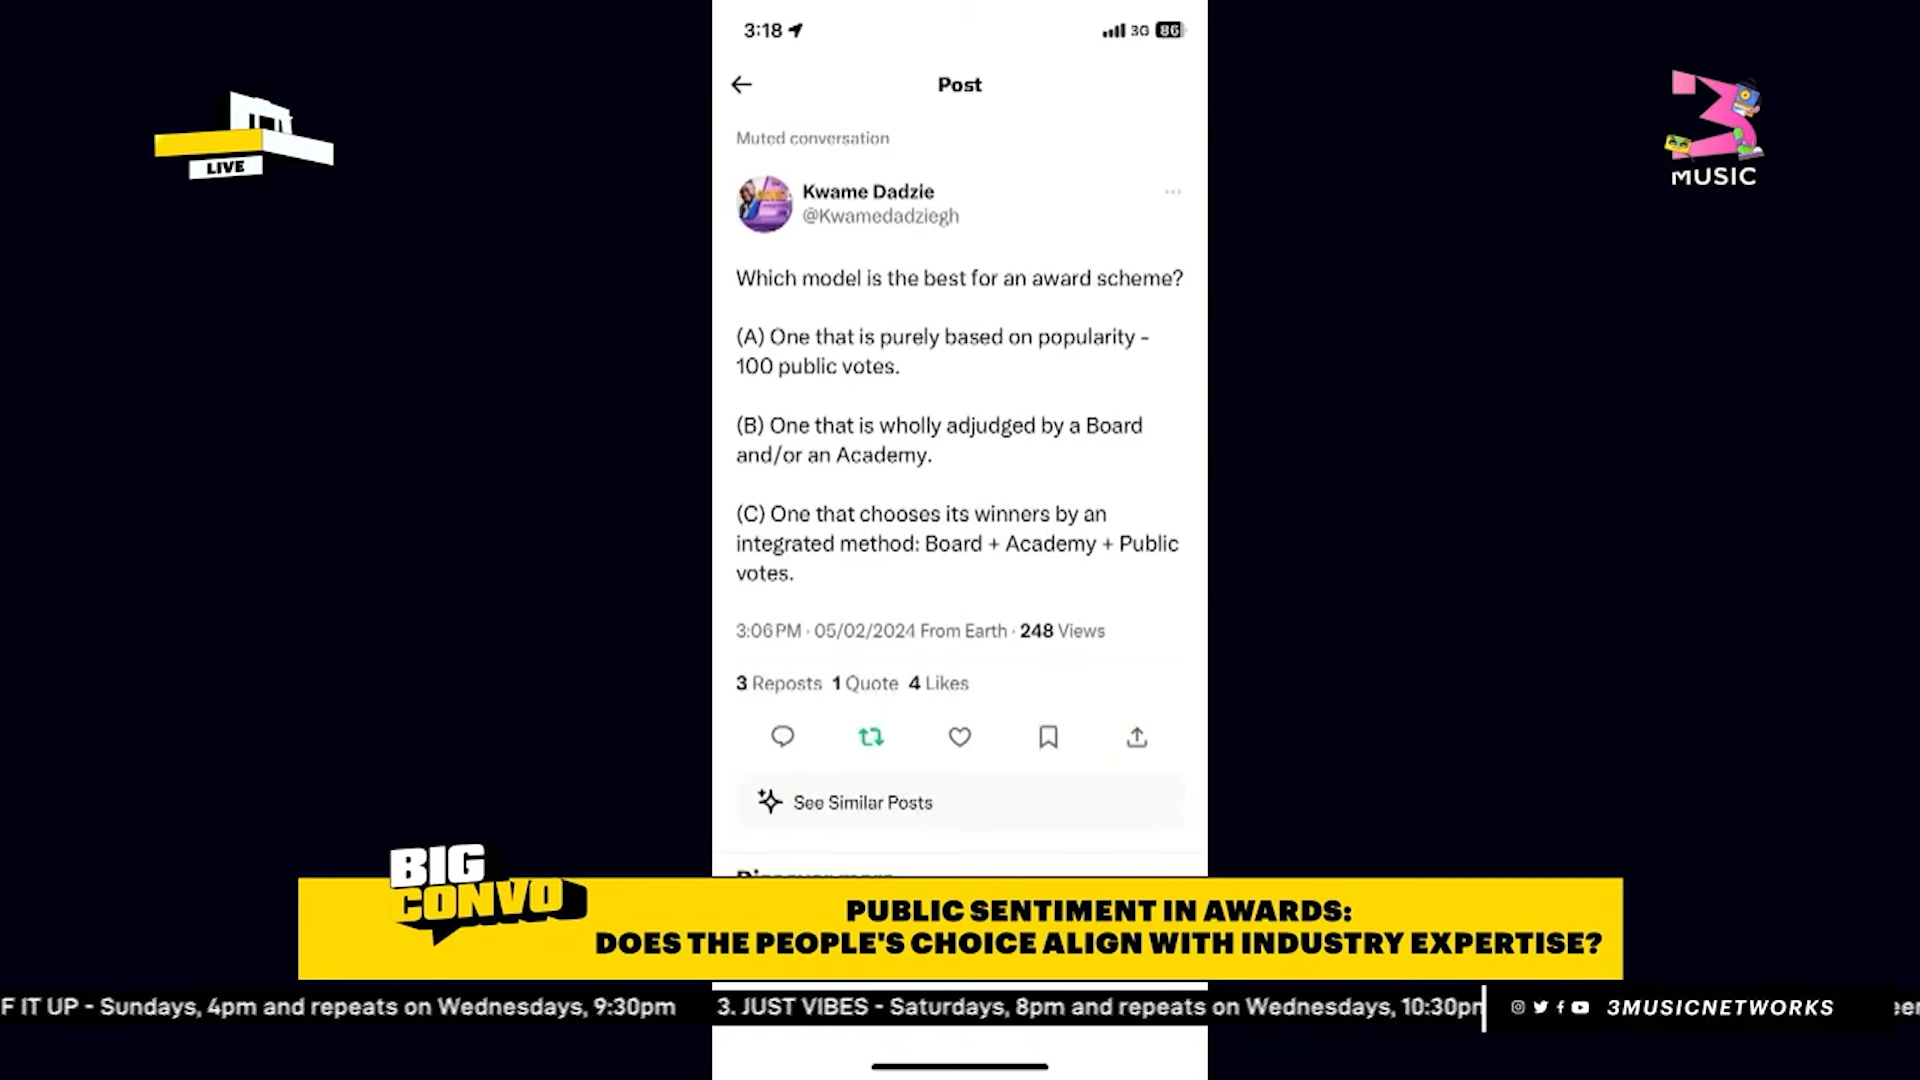 3:18
3G 86
Post
LIVE
3
MUSIC
Muted conversation
Kwame Dadzie
@Kwamedadziegh
Which model is the best for an award scheme?
(A) One that is purely based on popularity -
100 public votes.
(B) One that is wholly adjudged by a Board
and/or an Academy.
(C) One that chooses its winners by an
integrated method: Board + Academy + Public
votes.
3:06 PM · 05/02/2024 From Earth · 248 Views
3 Reposts 1 Quote 4 Likes
See Similar Posts
Discover more
BIG
CONVO
PUBLIC SENTIMENT IN AWARDS:
DOES THE PEOPLE'S CHOICE ALIGN WITH INDUSTRY EXPERTISE?
F IT UP - Sundays, 4pm and repeats on Wednesdays, 9:30pm 3. JUST VIBES - Saturdays, 8pm and repeats on Wednesdays, 10:30pm
3MUSICNETWORKS